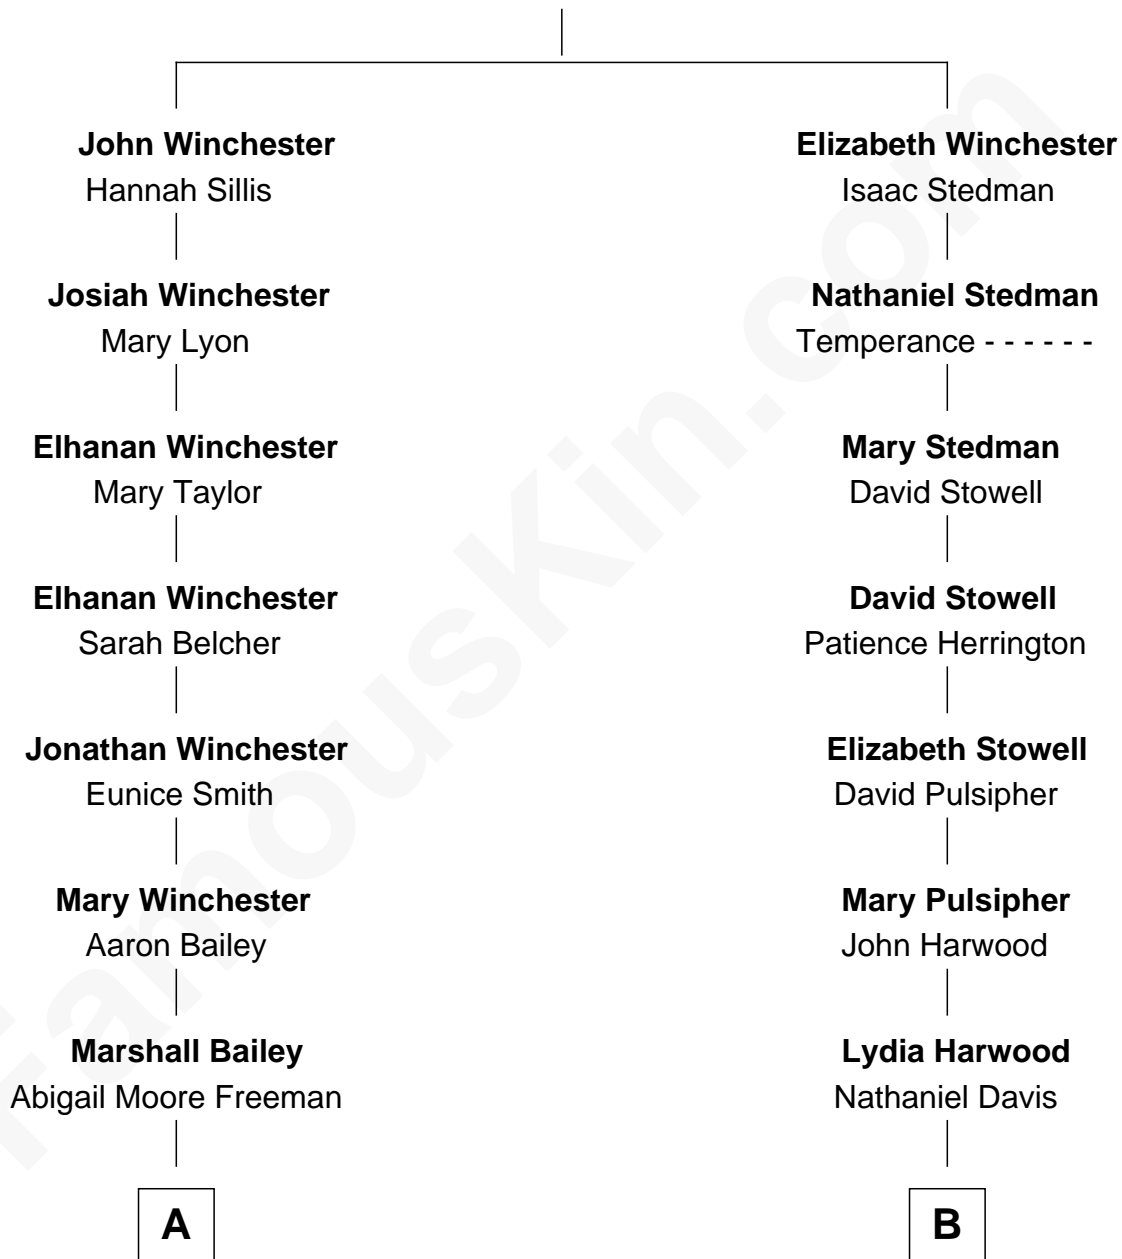 John Winchester
Hannah Sillis
Josiah Winchester
Mary Lyon
Elhanan Winchester
Mary Taylor
Elhanan Winchester
Sarah Belcher
Jonathan Winchester
Eunice Smith
Mary Winchester
Aaron Bailey
Marshall Bailey
Abigail Moore Freeman
A
Elizabeth Winchester
Isaac Stedman
Nathaniel Stedman
Temperance - - - - - -
Mary Stedman
David Stowell
David Stowell
Patience Herrington
Elizabeth Stowell
David Pulsipher
Mary Pulsipher
John Harwood
Lydia Harwood
Nathaniel Davis
B
FamousKin.com